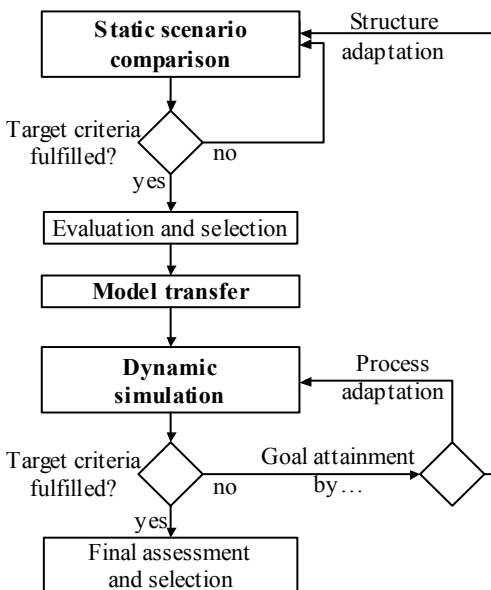 Static scenario
comparison
Structure
adaptation
Target criteria
fulfilled?
no
yes
Evaluation and selection
Model transfer
Dynamic
simulation
Process
adaptation
Target criteria
fulfilled?
no
Goal attainment
by…
yes
Final assessment
and selection